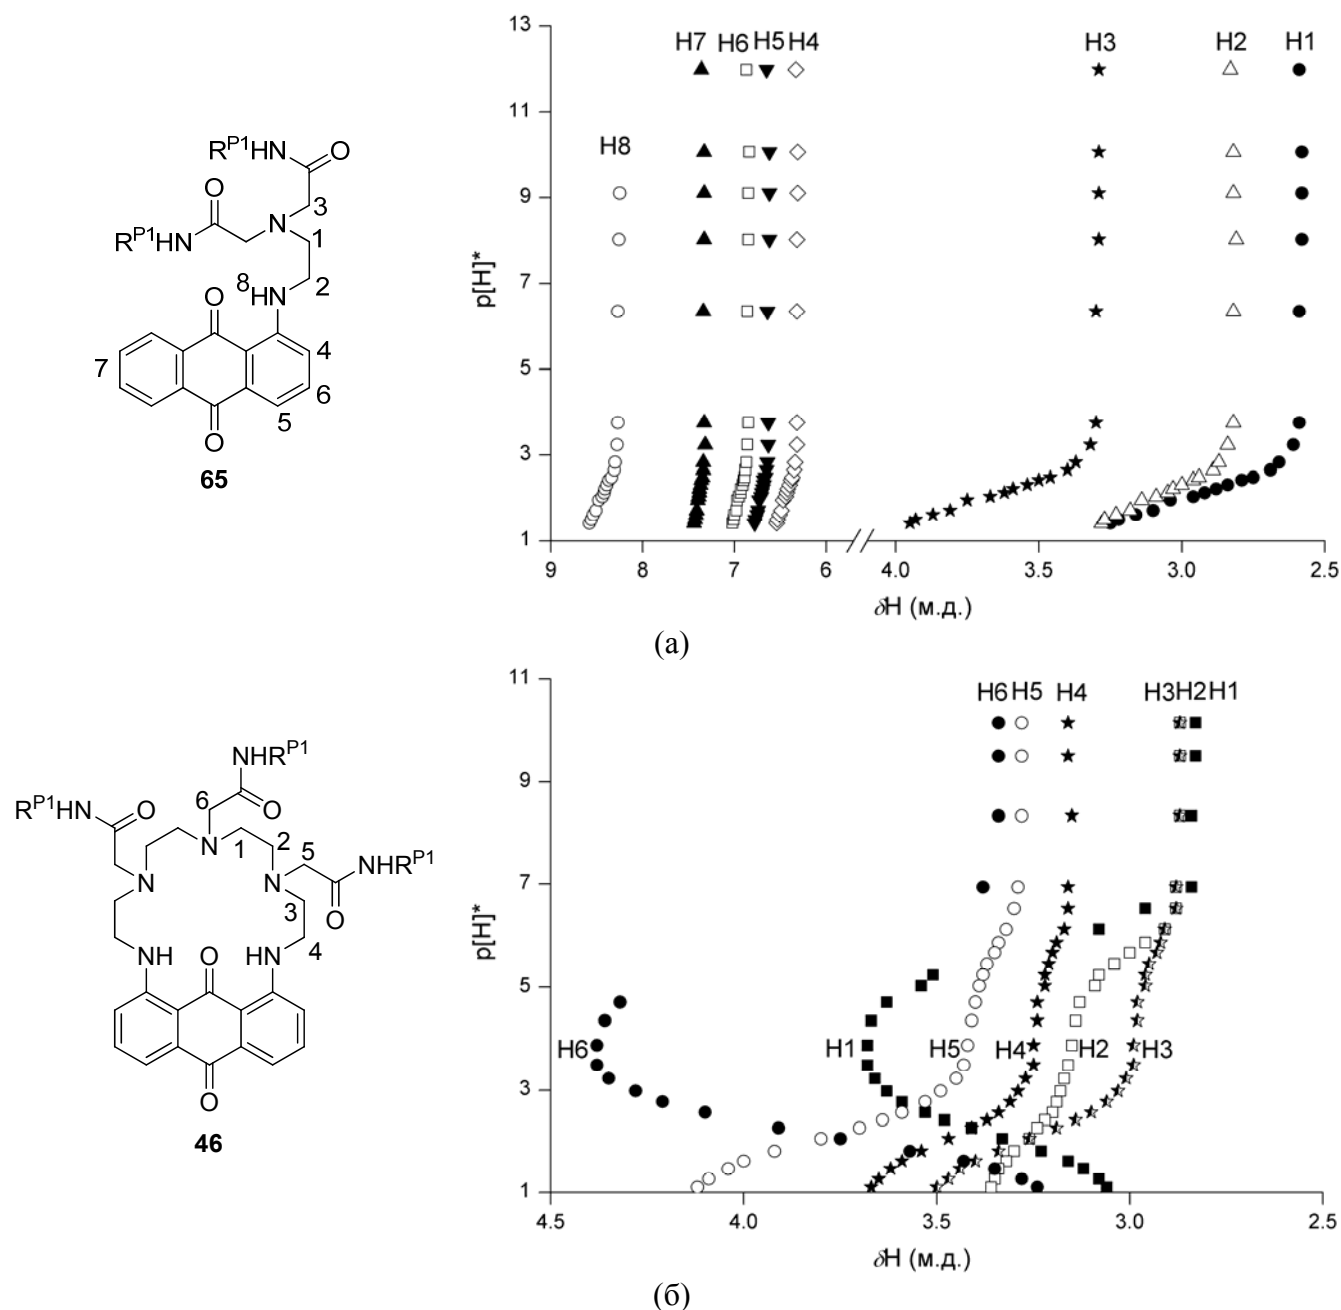 13
11
9
7
5
3
1
p[H]*
H7 H6 H5 H4 H3 H2 H1
H8
9 8 7 6 4.0 3.5 3.0 2.5
δH (м.д.)
R^P1HN O
O
R^P1HN N 3
1
8HN 2
O
7 4
6
5
O
65
(а)
11
9
7
5
3
1
p[H]*
H6 H5 H4 H3 H2 H1
H6 H1 H5 H4 H2 H3
4.5 4.0 3.5 3.0 2.5
δH (м.д.)
NHR^P1
R^P1HN O 6 O
N 1 2 5 NHR^P1
N N
3 O
4
NH O HN
O
46
(б)